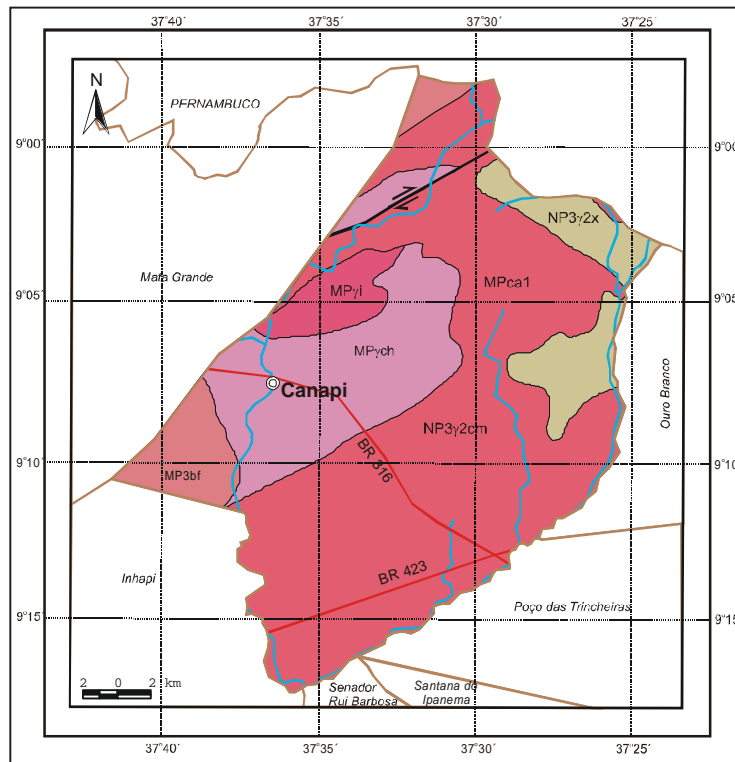 37°40´ 37°35´ 37°30´ 37°25´
N
PERNAMBUCO
9°00´ 9°00
NP3γ2x
Mata Grande
MPγi
MPca1
9°05´ 9°05´
MPγch
Canapi
Ouro Branco
NP3γ2cm
BR 316
9°10´ 9°10´
MP3bf
BR 423
Inhapi
Poço das Trincheiras
9°15´ 9°15
2 0 2 km
Senador
Rui Barbosa
Santana do
Ipanema
37°40´ 37°35´ 37°30´ 37°25´